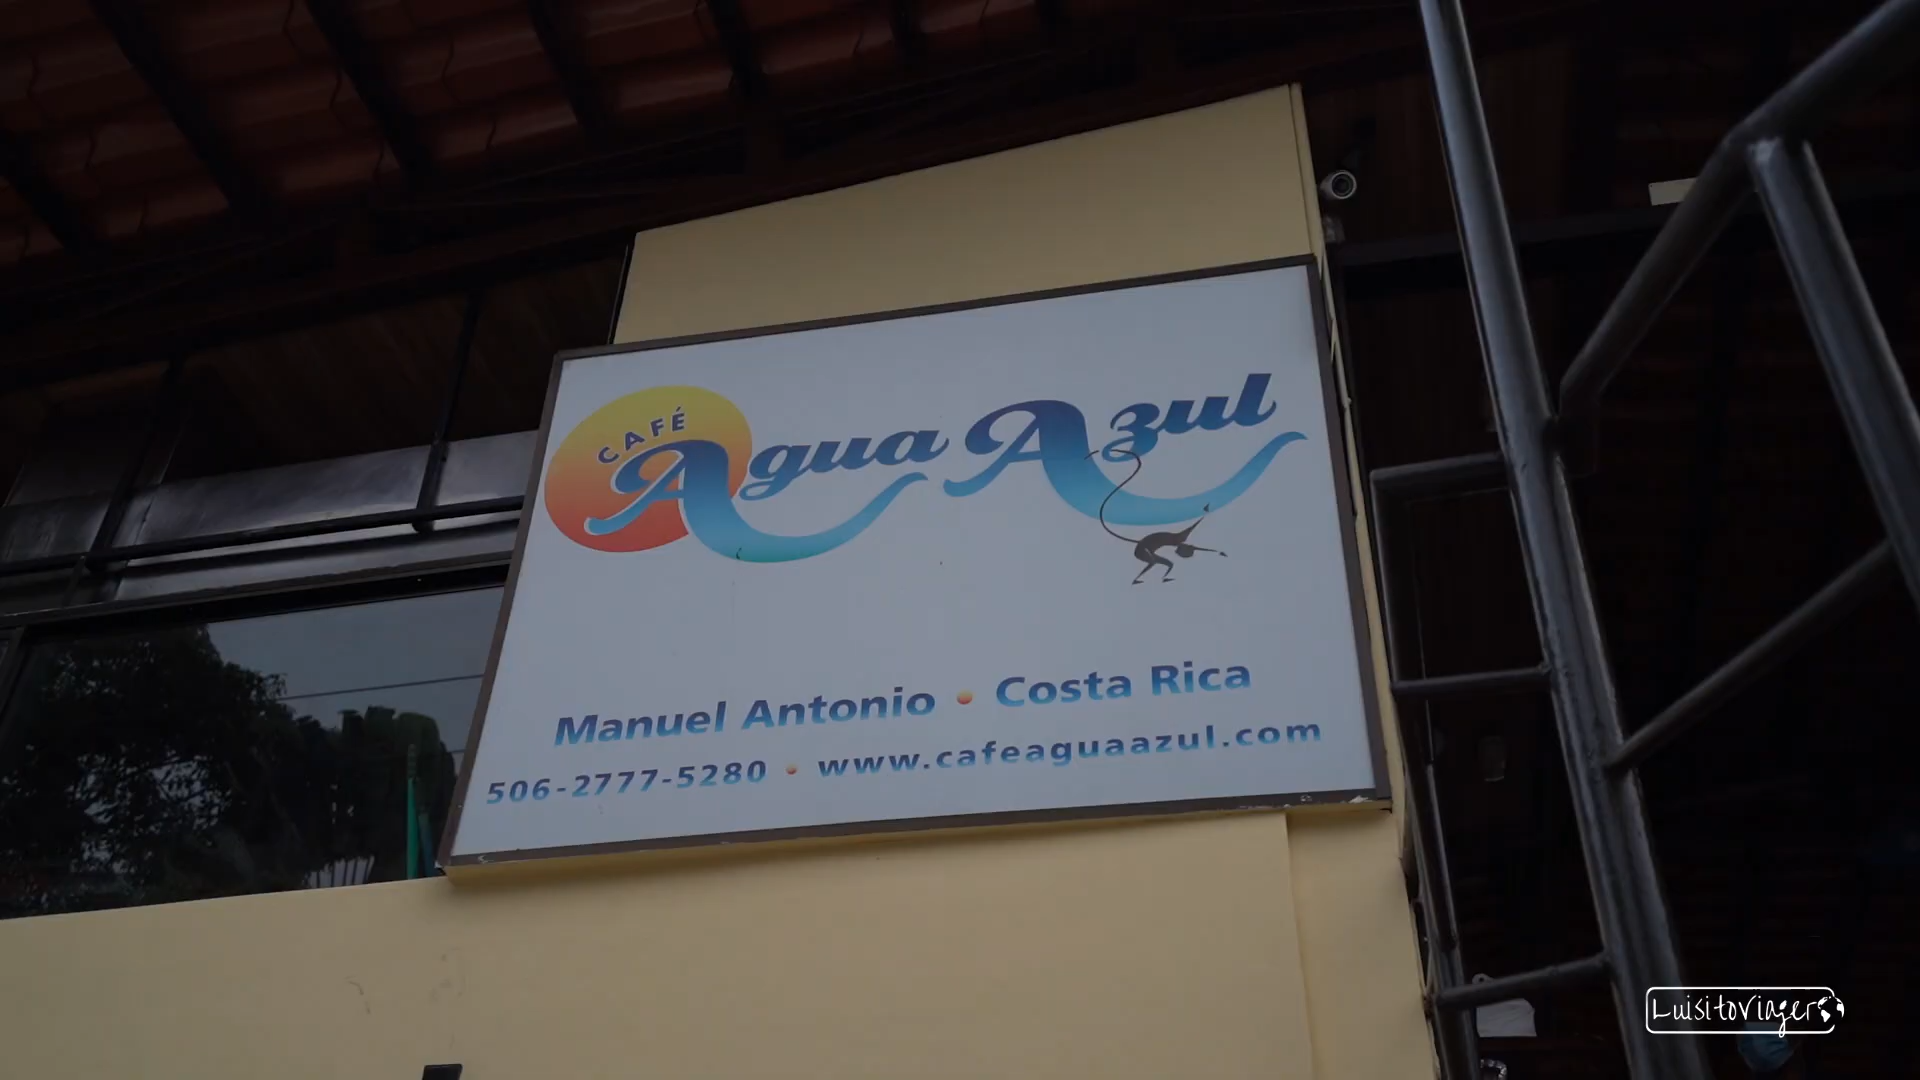 CAFÉ
Agua Azul
Manuel Antonio • Costa Rica
506-2777-5280 • www.cafeaguaazul.com
Luisitoviajero